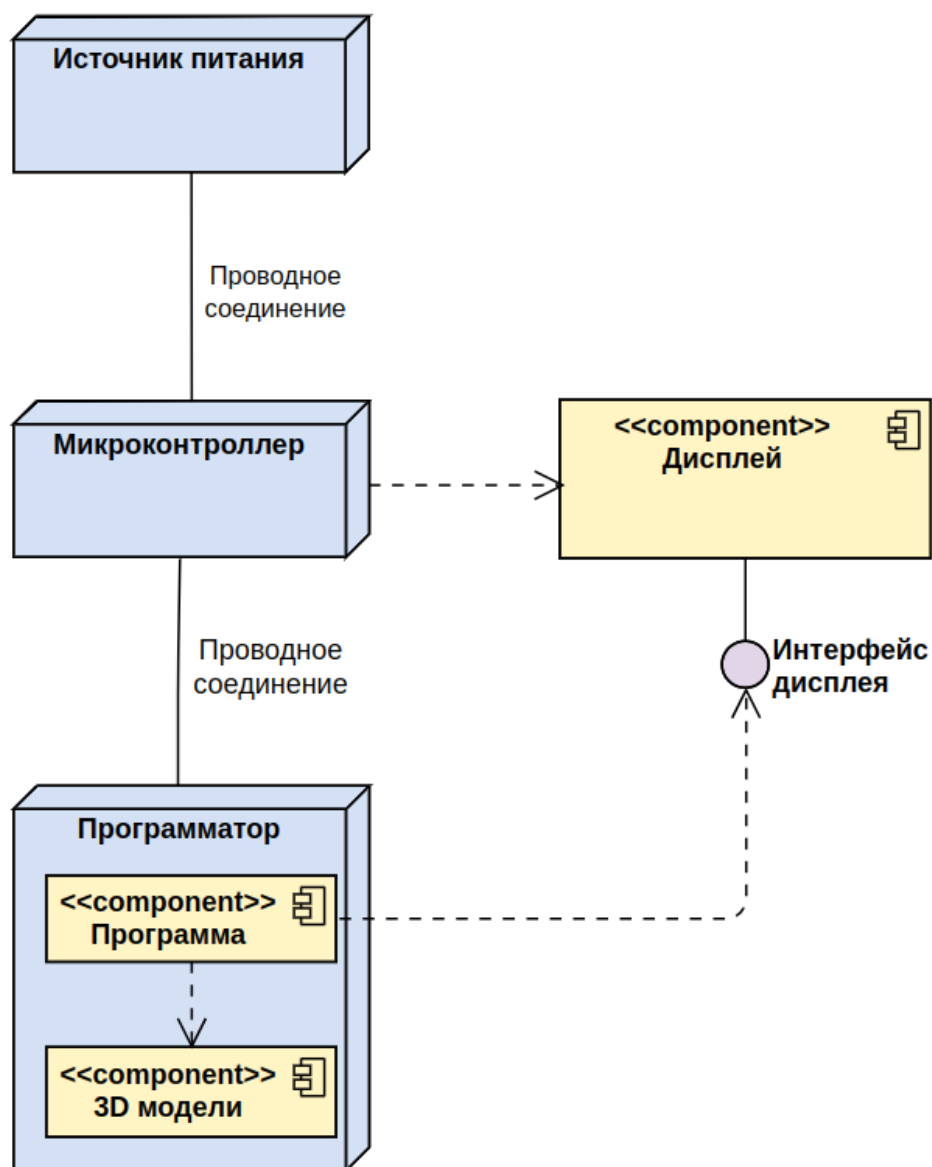 Источник питания
Проводное
соединение
Микроконтроллер
<<component>>
Дисплей
Проводное
соединение
Интерфейс
дисплея
Программатор
<<component>>
Программа
<<component>>
3D модели